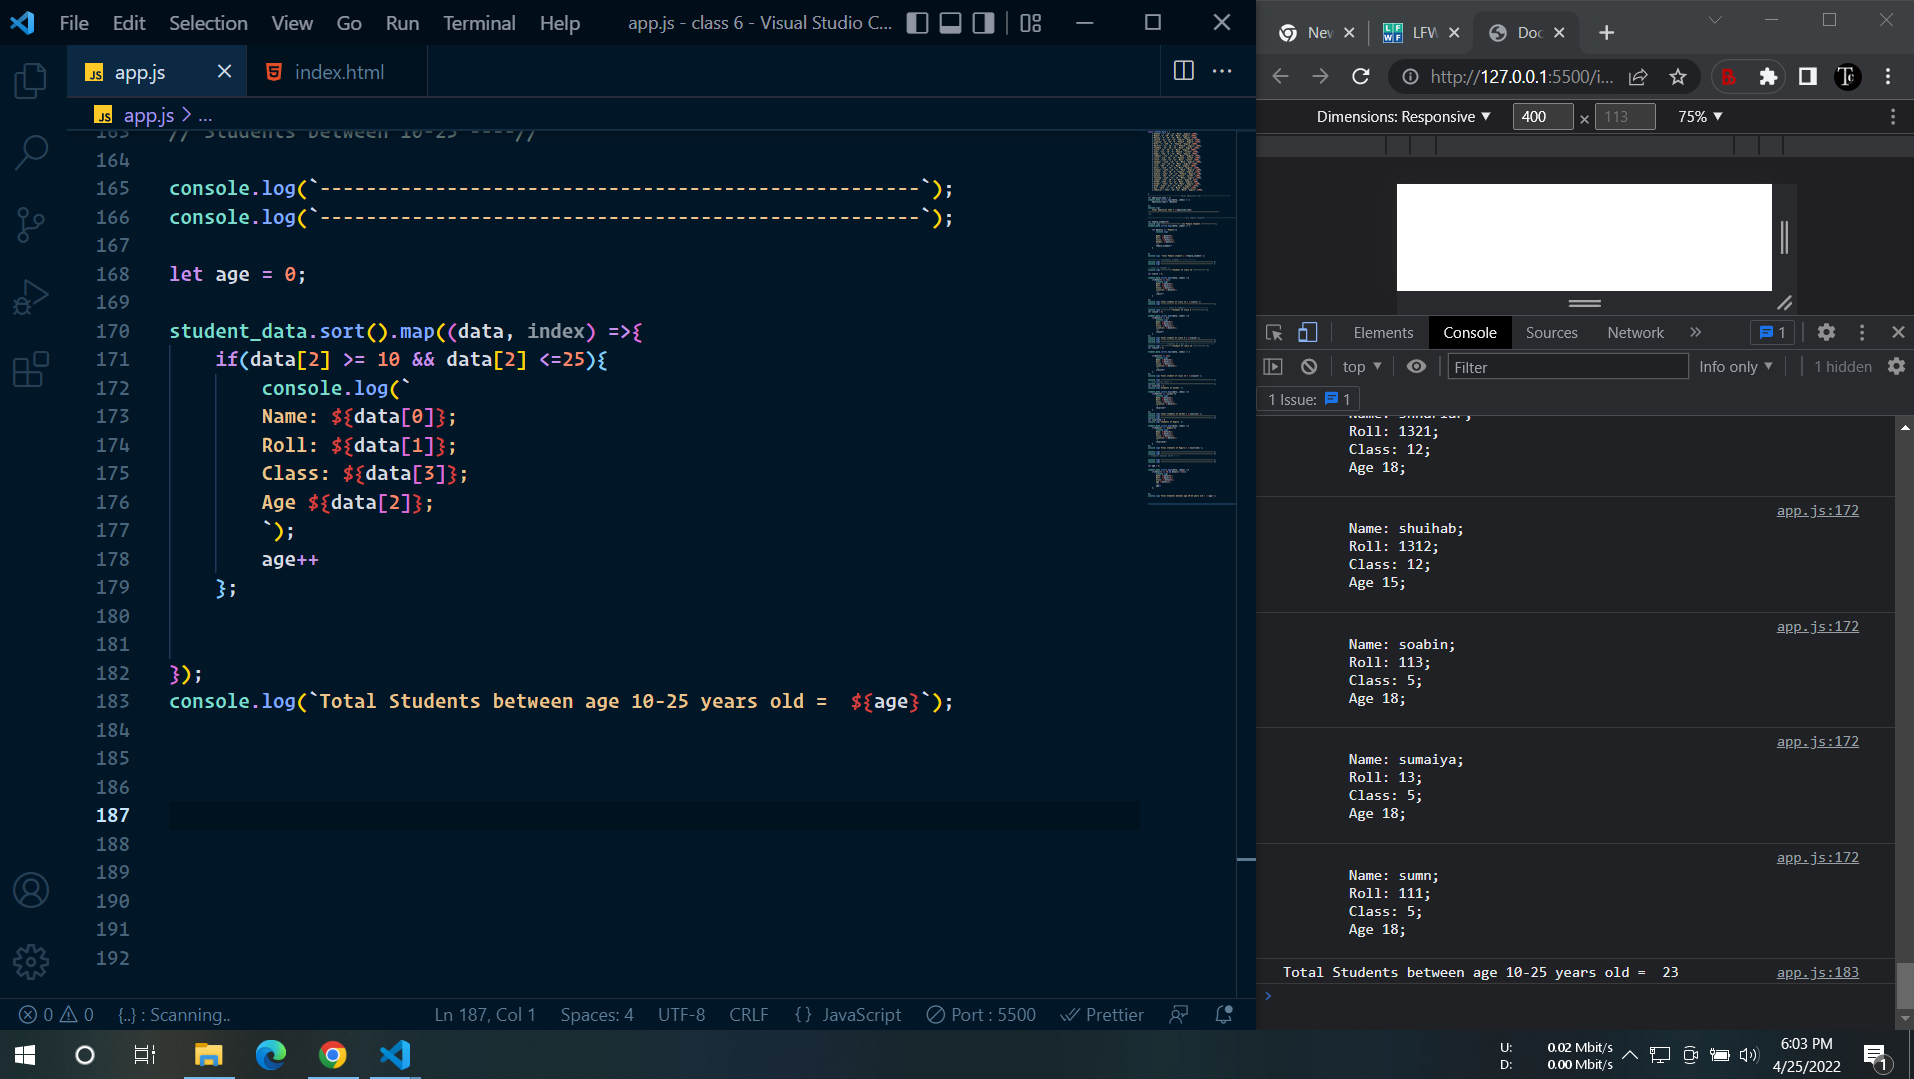 File Edit Selection View Go Run Terminal Help app.js - class 6 - Visual Studio C...
JS app.js
index.html
JS app.js > ...
163 // Students between 10-25 ----//
164
165 console.log(`----------------------------------------------------`);
166 console.log(`----------------------------------------------------`);
167
168 let age = 0;
169
170 student_data.sort().map((data, index) =>{
171 if(data[2] >= 10 && data[2] <=25){
172 console.log(`
173 Name: ${data[0]};
174 Roll: ${data[1]};
175 Class: ${data[3]};
176 Age ${data[2]};
177 `);
178 age++
179 };
180
181
182 });
183 console.log(`Total Students between age 10-25 years old =  ${age}`);
184
185
186
187
188
189
190
191
192
0 0 {..} : Scanning.. Ln 187, Col 1 Spaces: 4 UTF-8 CRLF {} JavaScript Port : 5500 Prettier
New LFW Doc
http://127.0.0.1:5500/i...
Dimensions: Responsive 400 × 113 75%
Elements Console Sources Network » 1
top Filter Info only 1 hidden
1 Issue: 1
Name: shharIar;
Roll: 1321;
Class: 12;
Age 18;
app.js:172
Name: shuihab;
Roll: 1312;
Class: 12;
Age 15;
app.js:172
Name: soabin;
Roll: 113;
Class: 5;
Age 18;
app.js:172
Name: sumaiya;
Roll: 13;
Class: 5;
Age 18;
app.js:172
Name: sumn;
Roll: 111;
Class: 5;
Age 18;
Total Students between age 10-25 years old =  23 app.js:183
U: 0.02 Mbit/s
D: 0.00 Mbit/s
6:03 PM
4/25/2022
1